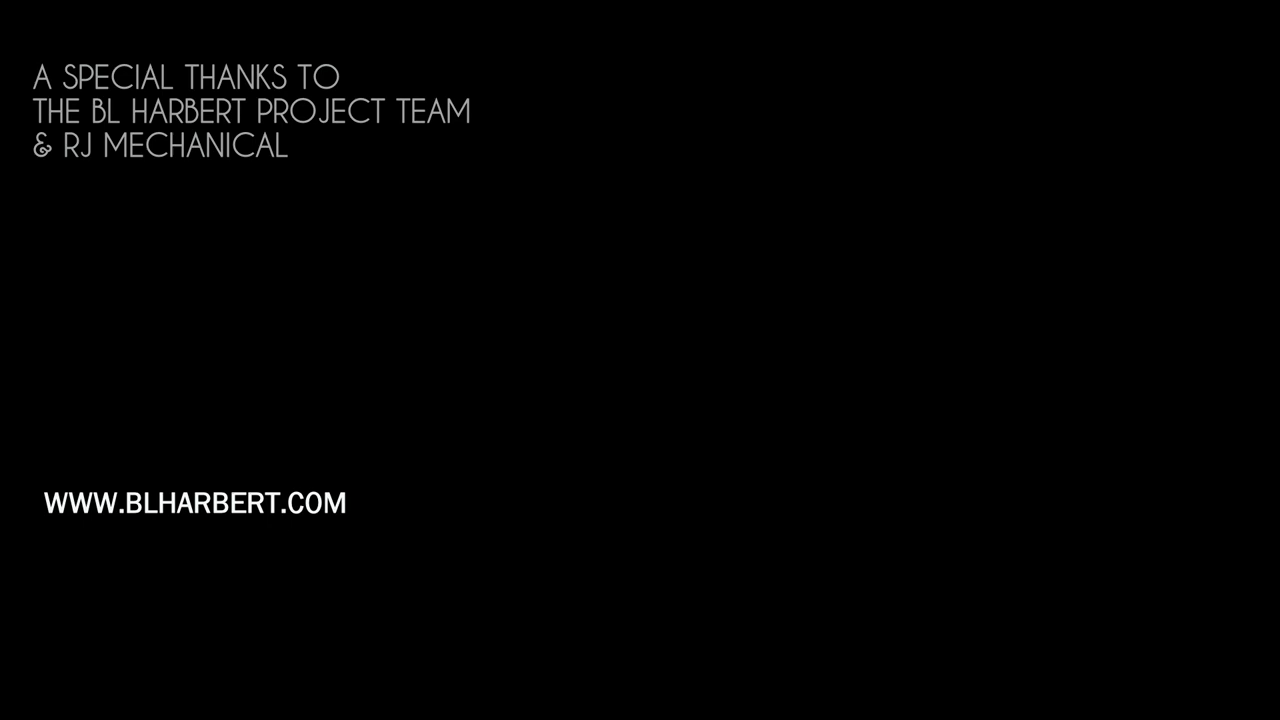 A SPECIAL THANKS TO
THE BL HARBERT PROJECT TEAM
& RJ MECHANICAL
WWW.BLHARBERT.COM